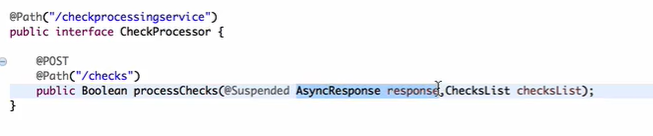 @Path("/checkprocessingservice")
public interface CheckProcessor {
@POST
@Path("/checks")
public Boolean processChecks(@Suspended AsyncResponse response,ChecksList checksList);
}